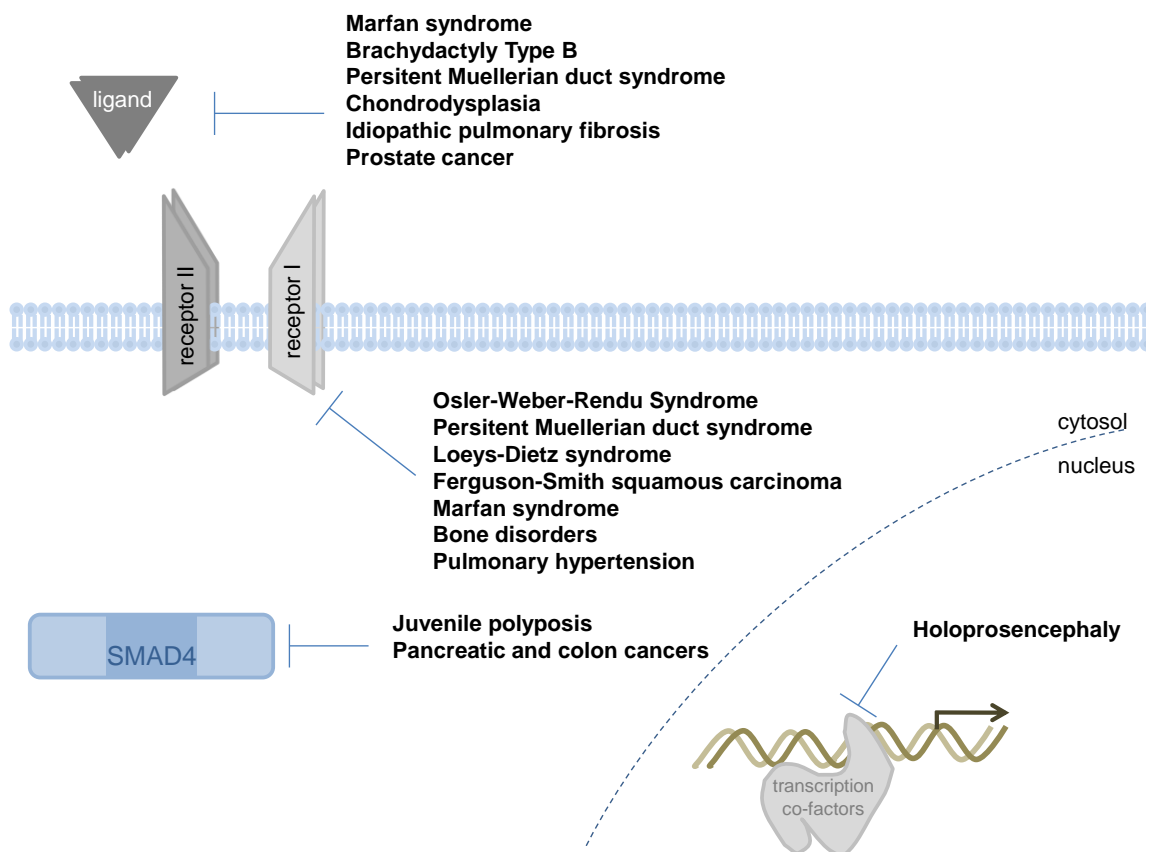 Marfan syndrome
Brachydactyly Type B
Persitent Muellerian duct syndrome
Chondrodysplasia
Idiopathic pulmonary fibrosis
Prostate cancer
ligand
receptor II
receptor I
Osler-Weber-Rendu Syndrome
Persitent Muellerian duct syndrome
Loeys-Dietz syndrome
Ferguson-Smith squamous carcinoma
Marfan syndrome
Bone disorders
Pulmonary hypertension
cytosol
nucleus
SMAD4
Juvenile polyposis
Pancreatic and colon cancers
Holoprosencephaly
transcription
co-factors